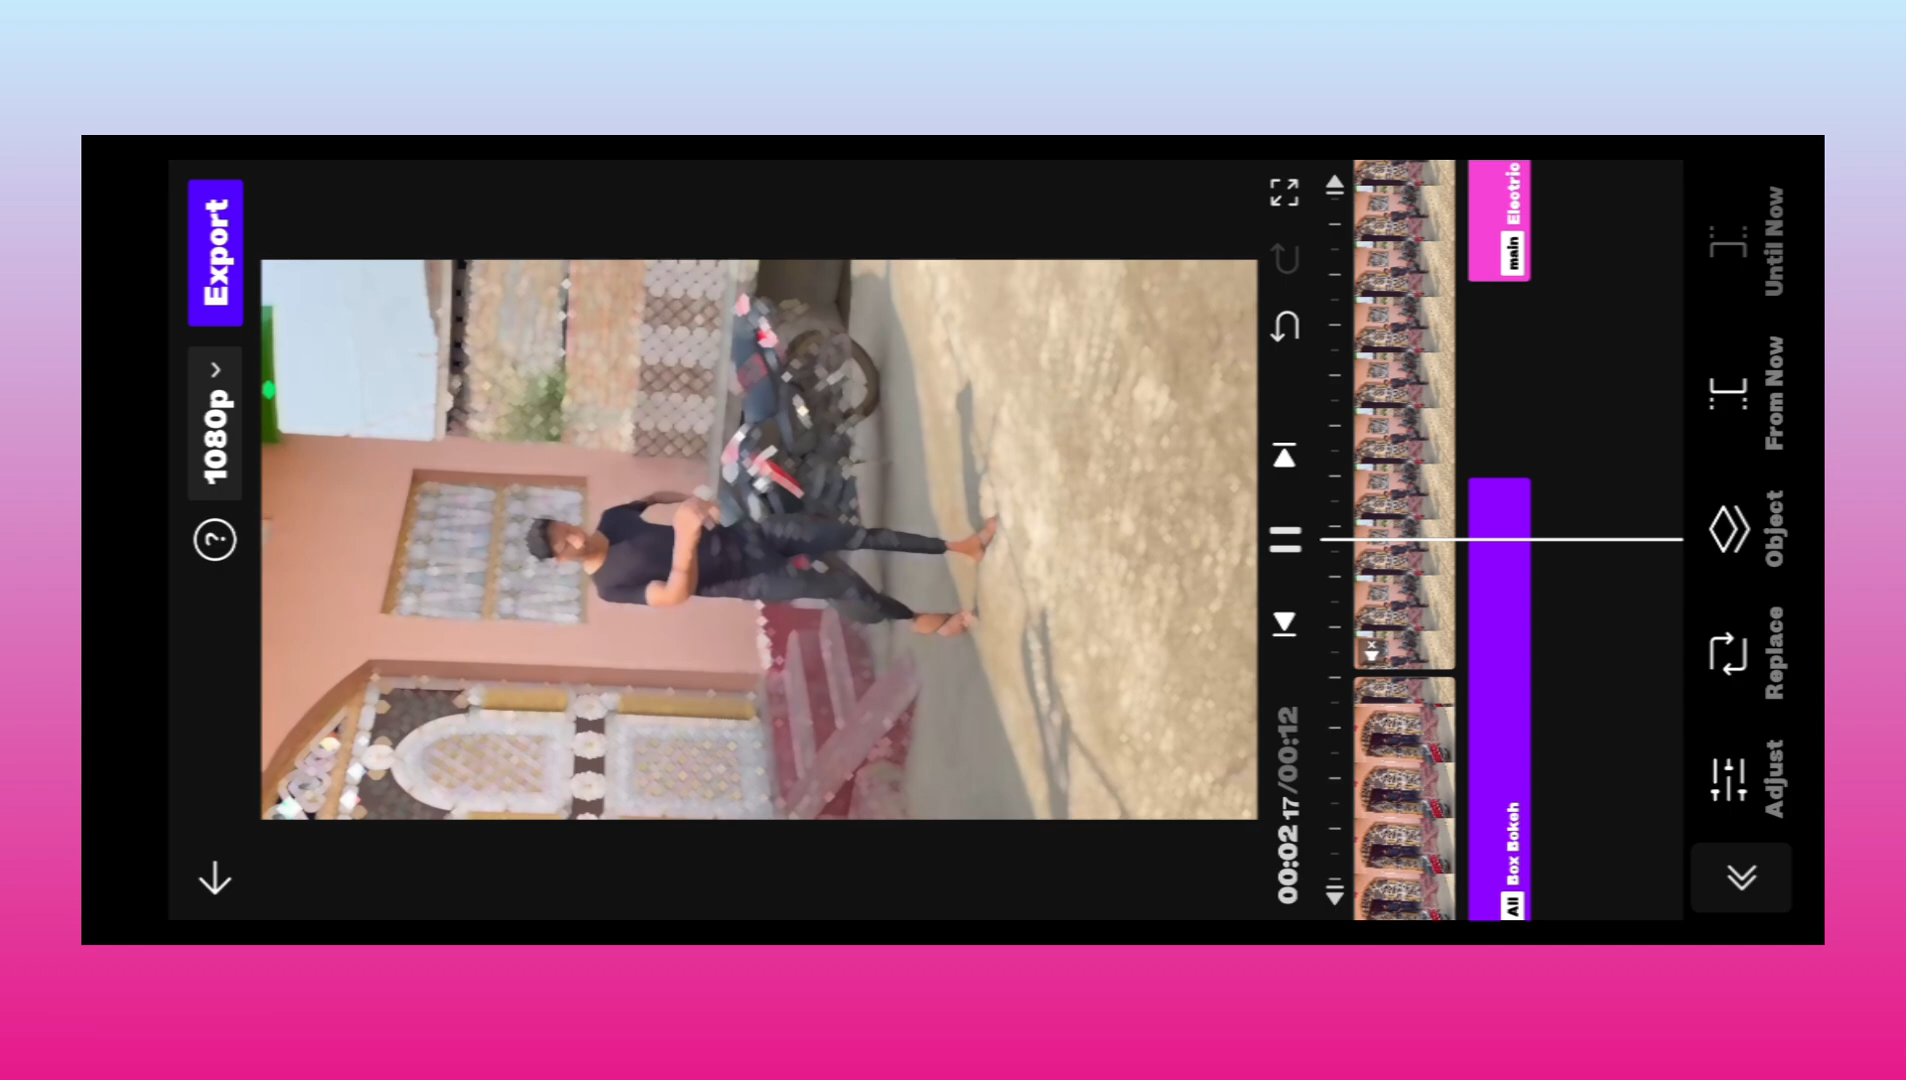 ?
1080p
Export
00:02 17/00:12
All Box Bokeh
main Electric
Adjust
Replace
Object
From Now
Until Now